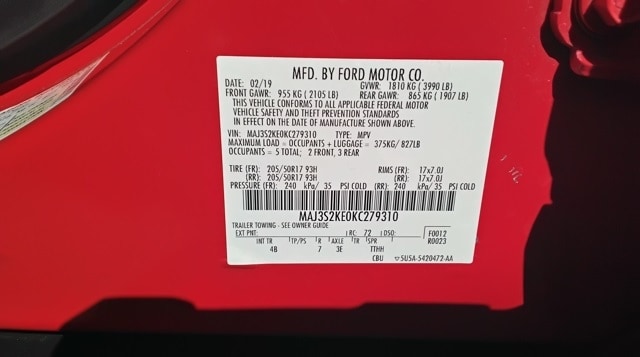 MFD. BY FORD MOTOR CO.
DATE: 02/19 GVWR: 1810 KG ( 3990 LB)
FRONT GAWR: 955 KG ( 2105 LB) REAR GAWR: 865 KG ( 1907 LB)
THIS VEHICLE CONFORMS TO ALL APPLICABLE FEDERAL MOTOR
VEHICLE SAFETY AND THEFT PREVENTION STANDARDS
IN EFFECT ON THE DATE OF MANUFACTURE SHOWN ABOVE.
VIN: MAJ3S2KE0KC279310 TYPE: MPV
MAXIMUM LOAD = OCCUPANTS + LUGGAGE = 375KG/ 827LB
OCCUPANTS = 5 TOTAL; 2 FRONT, 3 REAR
TIRE (FR): 205/50R17 93H RIMS (FR): 17x7.0J
(RR): 205/50R17 93H (RR): 17x7.0J
PRESSURE (FR): 240 kPa/ 35 PSI COLD (RR): 240 kPa/ 35 PSI COLD
MAJ3S2KE0KC279310
TRAILER TOWING - SEE OWNER GUIDE
EXT PNT: RC: 72 DSO: F0012
INT TR TP/PS R AXLE TR SPR R0023
4B 7 3E TTHH
CBU 5U5A-5420472-AA